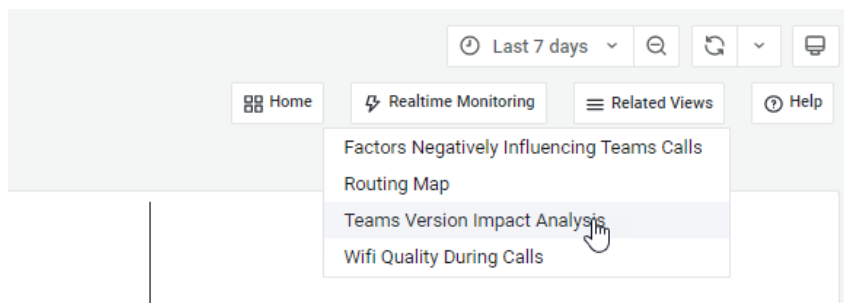 Last 7 days
Home Realtime Monitoring Related Views Help
Factors Negatively Influencing Teams Calls
Routing Map
Teams Version Impact Analysis
Wifi Quality During Calls